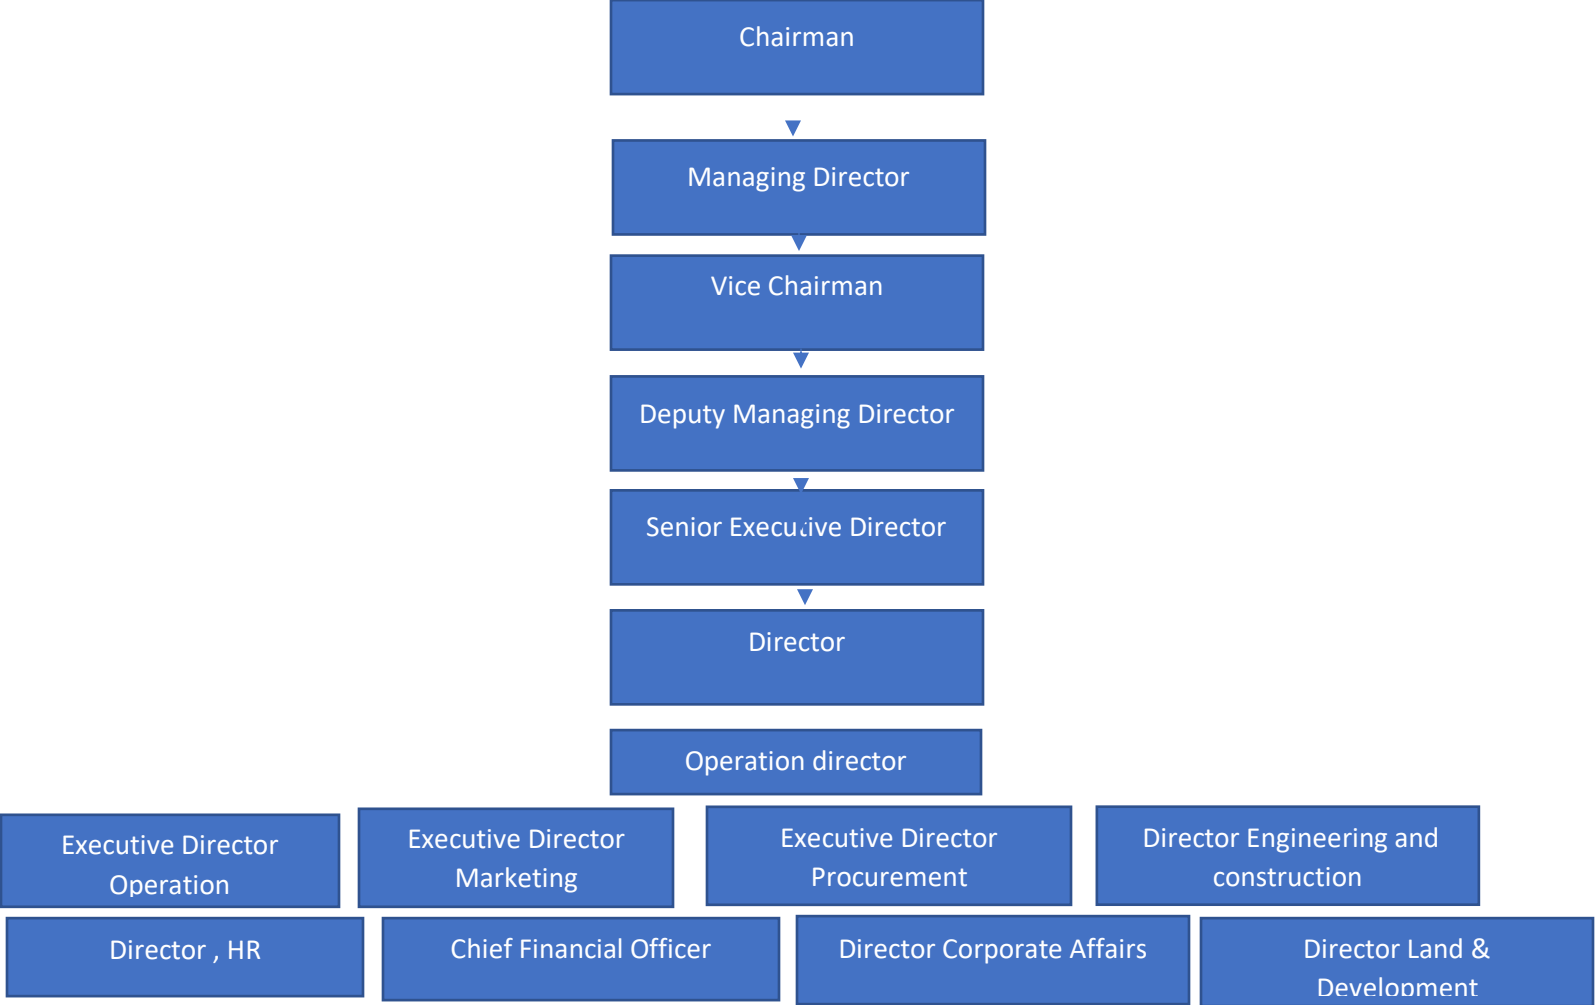 Chairman
Managing Director
Vice Chairman
Deputy Managing Director
Senior Executive Director
Director
Operation director
Executive Director
Operation
Executive Director
Marketing
Executive Director
Procurement
Director Engineering and
construction
Director , HR
Chief Financial Officer
Director Corporate Affairs
Director Land &
Development